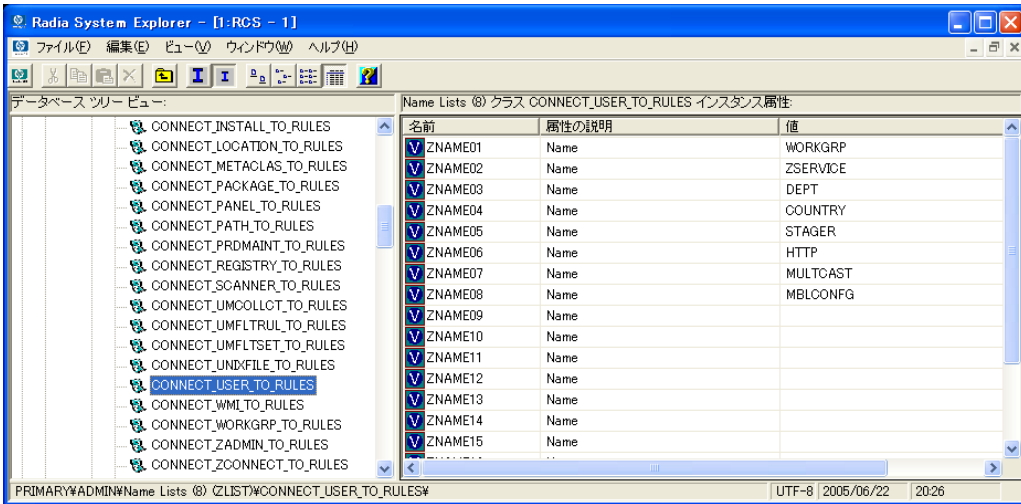 Radia System Explorer - [1:RCS - 1]
ファイル(F) 編集(E) ビュー(V) ウィンドウ(W) ヘルプ(H)
データベース ツリー ビュー:
CONNECT_INSTALL_TO_RULES
CONNECT_LOCATION_TO_RULES
CONNECT_METACLAS_TO_RULES
CONNECT_PACKAGE_TO_RULES
CONNECT_PANEL_TO_RULES
CONNECT_PATH_TO_RULES
CONNECT_PRDMAINT_TO_RULES
CONNECT_REGISTRY_TO_RULES
CONNECT_SCANNER_TO_RULES
CONNECT_UMCOLLCT_TO_RULES
CONNECT_UMFLTRUL_TO_RULES
CONNECT_UMFLTSET_TO_RULES
CONNECT_UNIXFILE_TO_RULES
CONNECT_USER_TO_RULES
CONNECT_WMI_TO_RULES
CONNECT_WORKGRP_TO_RULES
CONNECT_ZADMIN_TO_RULES
CONNECT_ZCONNECT_TO_RULES
Name Lists (8) クラス CONNECT_USER_TO_RULES インスタンス属性:
名前 属性の説明 値
ZNAME01 Name WORKGRP
ZNAME02 Name ZSERVICE
ZNAME03 Name DEPT
ZNAME04 Name COUNTRY
ZNAME05 Name STAGER
ZNAME06 Name HTTP
ZNAME07 Name MULTCAST
ZNAME08 Name MBLCONFG
ZNAME09 Name
ZNAME10 Name
ZNAME11 Name
ZNAME12 Name
ZNAME13 Name
ZNAME14 Name
ZNAME15 Name
PRIMARY¥ADMIN¥Name Lists (8) (ZLIST)¥CONNECT_USER_TO_RULES¥ UTF-8 2005/06/22 20:26